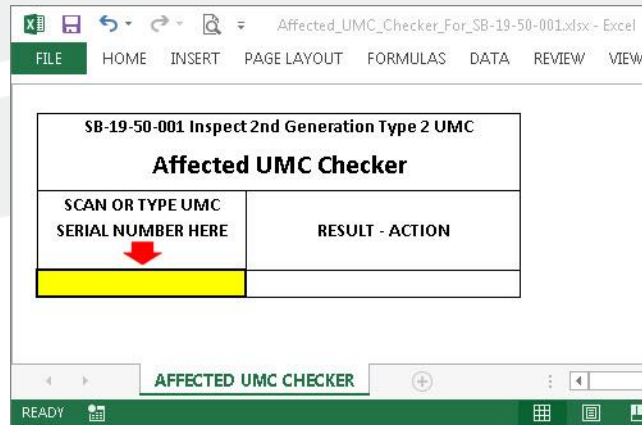 Affected_UMC_Checker_For_SB-19-50-001.xlsx - Excel
FILE HOME INSERT PAGE LAYOUT FORMULAS DATA REVIEW VIEW
SB-19-50-001 Inspect 2nd Generation Type 2 UMC
Affected UMC Checker
SCAN OR TYPE UMC
SERIAL NUMBER HERE
RESULT - ACTION
AFFECTED UMC CHECKER
READY